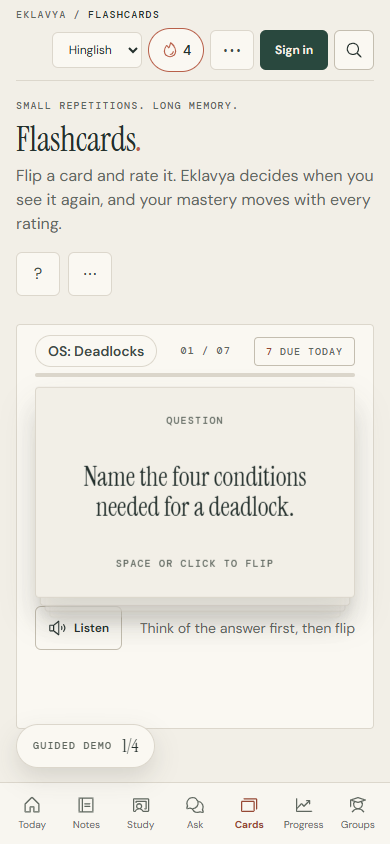 EKLAVYA / FLASHCARDS
Hinglish
4
...
Sign in
SMALL REPETITIONS. LONG MEMORY.
Flashcards.
Flip a card and rate it. Eklavya decides when you
see it again, and your mastery moves with every
rating.
?
...
OS: Deadlocks
01 / 07
7 DUE TODAY
QUESTION
Name the four conditions
needed for a deadlock.
SPACE OR CLICK TO FLIP
Listen
Think of the answer first, then flip
GUIDED DEMO 1/4
Today
Notes
Study
Ask
Cards
Progress
Groups